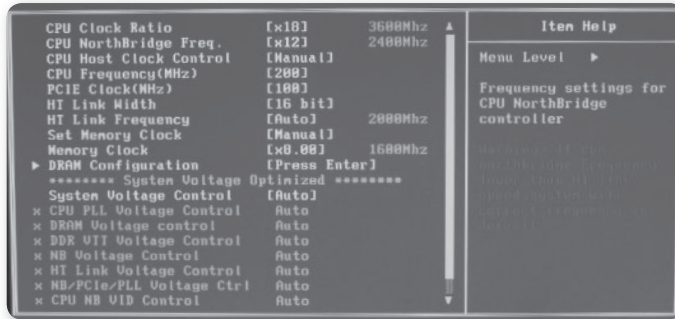 CPU Clock Ratio [x18] 3600Mhz
CPU NorthBridge Freq. [x12] 2400Mhz
CPU Host Clock Control [Manual]
CPU Frequency(MHz) [200]
PCIE Clock(MHz) [100]
HT Link Width [16 bit]
HT Link Frequency [Auto] 2000Mhz
Set Memory Clock [Manual]
Memory Clock [x8.00] 1600Mhz
▶ DRAM Configuration [Press Enter]
******** System Voltage Optimized ********
System Voltage Control [Auto]
x CPU PLL Voltage Control Auto
x DRAM Voltage control Auto
x DDR VTT Voltage Control Auto
x NB Voltage Control Auto
x HT Link Voltage Control Auto
x NB/PCIe/PLL Voltage Ctrl Auto
x CPU NB VID Control Auto
Item Help
Menu Level ▶
Frequency settings for
CPU NorthBridge
controller